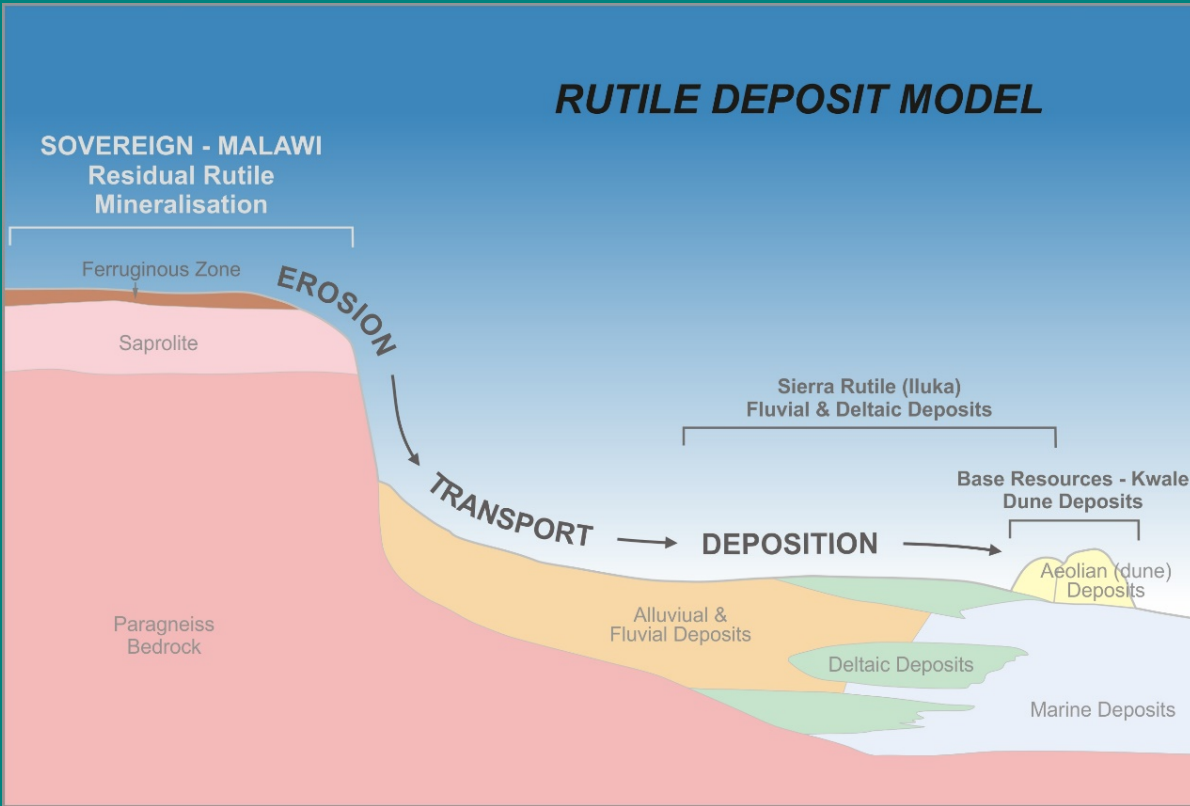 RUTILE DEPOSIT MODEL
SOVEREIGN - MALAWI
Residual Rutile
Mineralisation
Ferruginous Zone
EROSION
Saprolite
Sierra Rutile (Iluka)
Fluvial & Deltaic Deposits
Base Resources - Kwale
Dune Deposits
TRANSPORT
DEPOSITION
Aeolian (dune)
Deposits
Alluviual &
Fluvial Deposits
Paragneiss
Bedrock
Deltaic Deposits
Marine Deposits